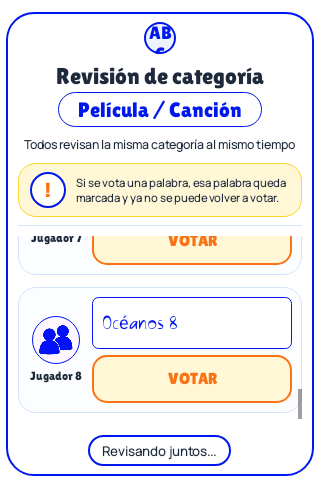 AB
Revisión de categoría
Película / Canción
Todos revisan la misma categoría al mismo tiempo
!
Si se vota una palabra, esa palabra queda
marcada y ya no se puede volver a votar.
Jugador 7
VOTAR
Océanos 8
Jugador 8
VOTAR
Revisando juntos...